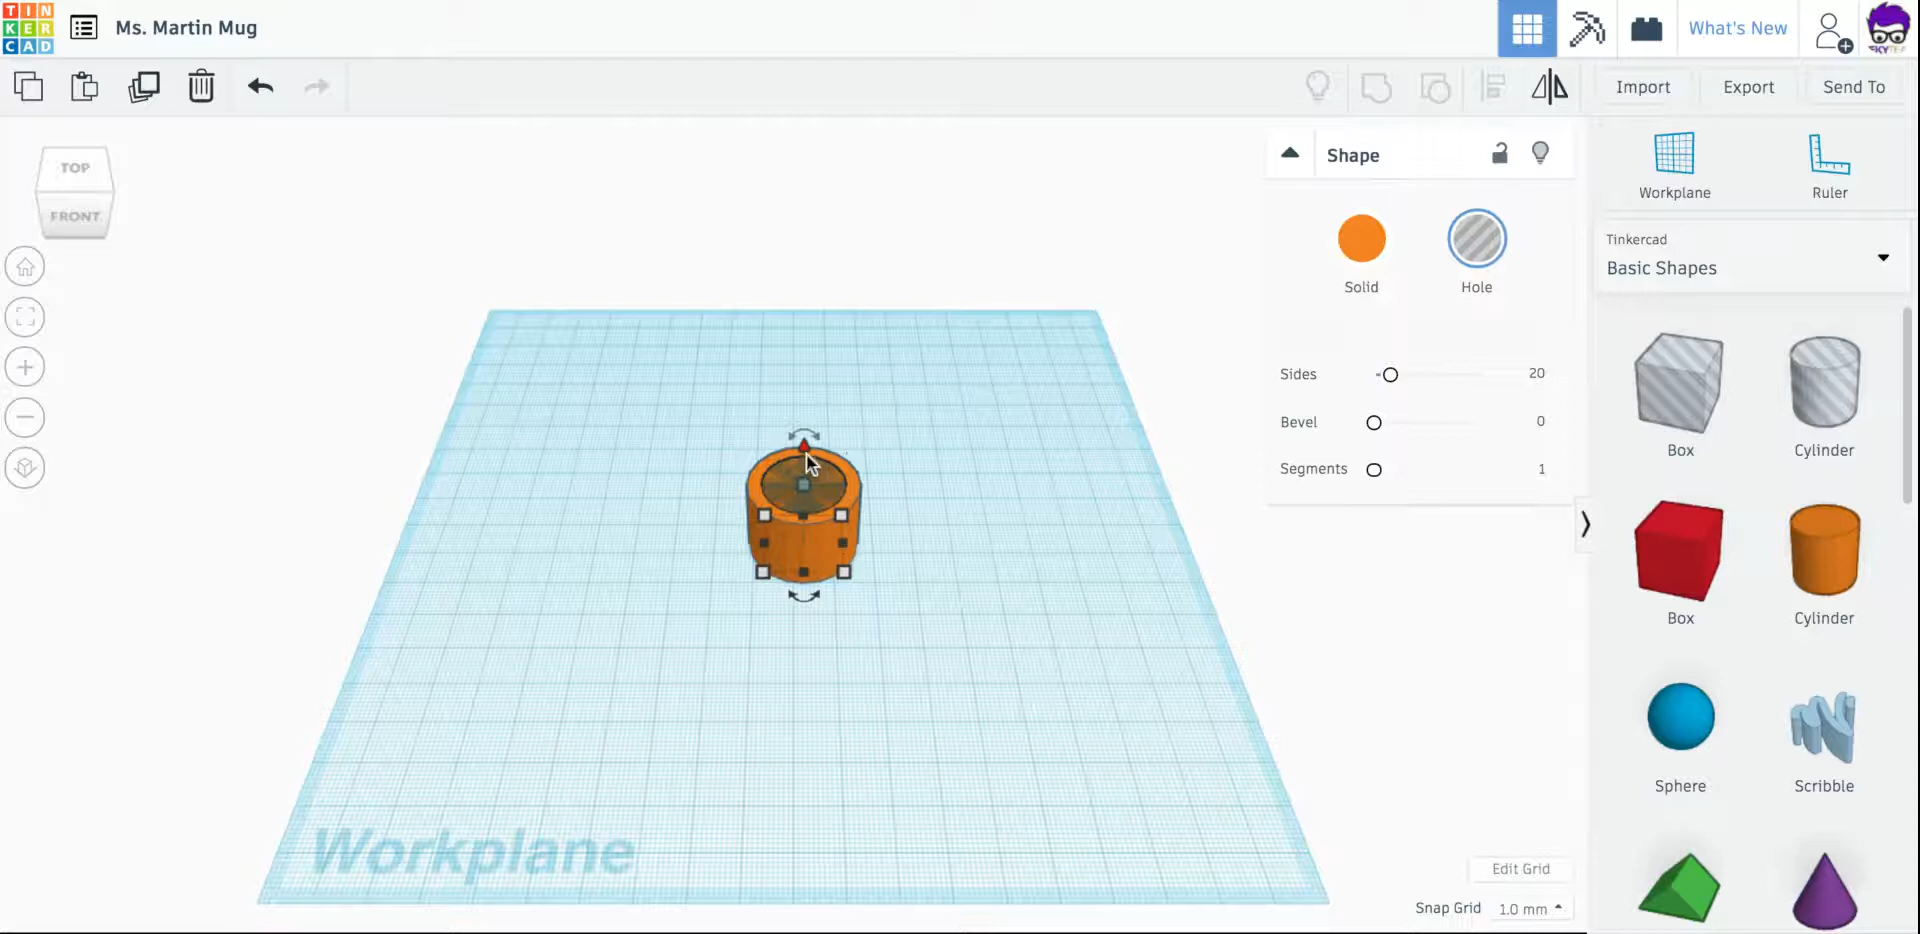 TIN
KER
CAD
Ms. Martin Mug
What's New
Import
Export
Send To
TOP
FRONT
Shape
Solid
Hole
Sides
20
Bevel
0
Segments
1
Workplane
Ruler
Tinkercad
Basic Shapes
Box
Cylinder
Box
Cylinder
Sphere
Scribble
Workplane
Edit Grid
Snap Grid
1.0 mm